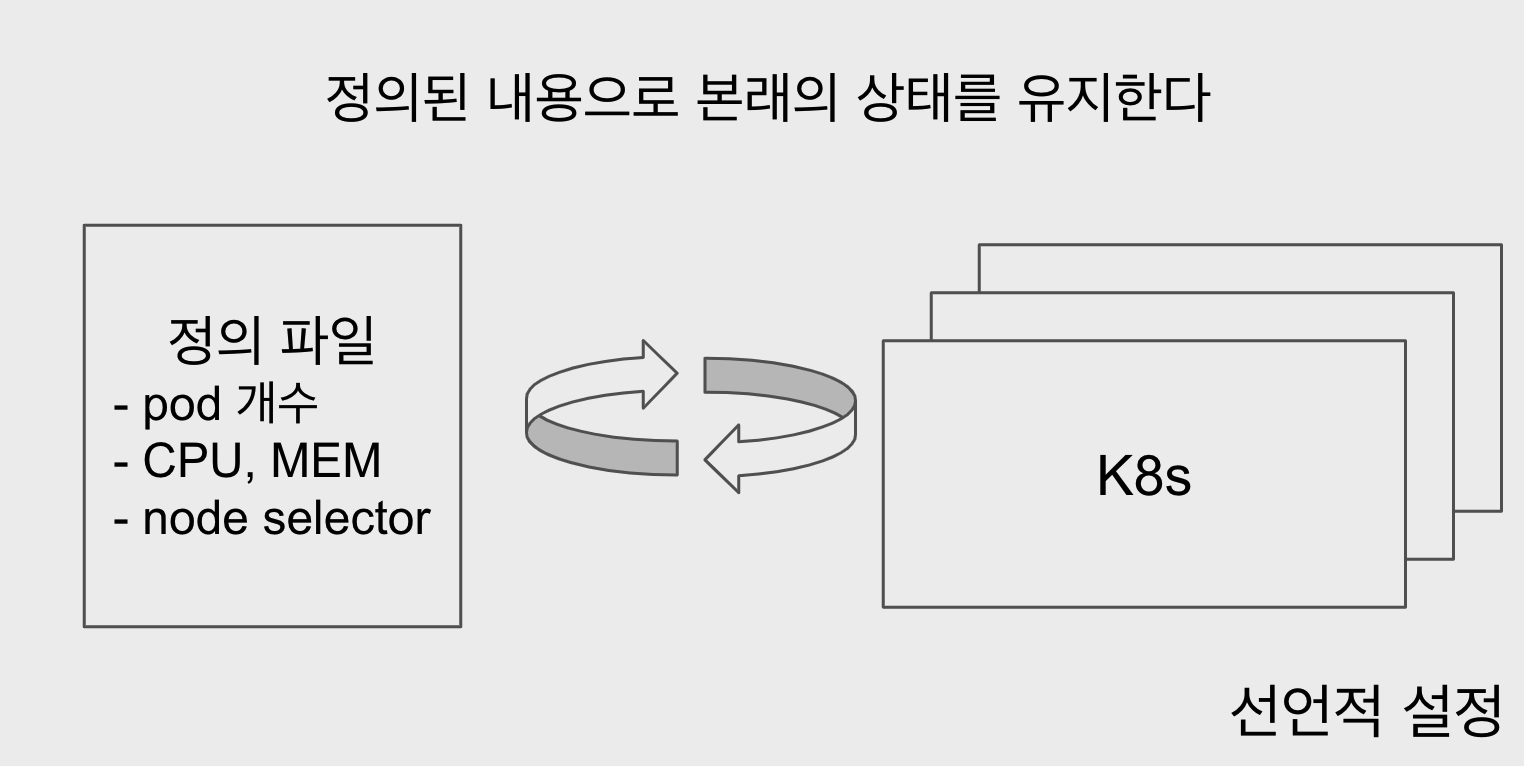 정의된 내용으로 본래의 상태를 유지한다
정의 파일
- pod 개수
- CPU, MEM
- node selector
K8s
선언적 설정